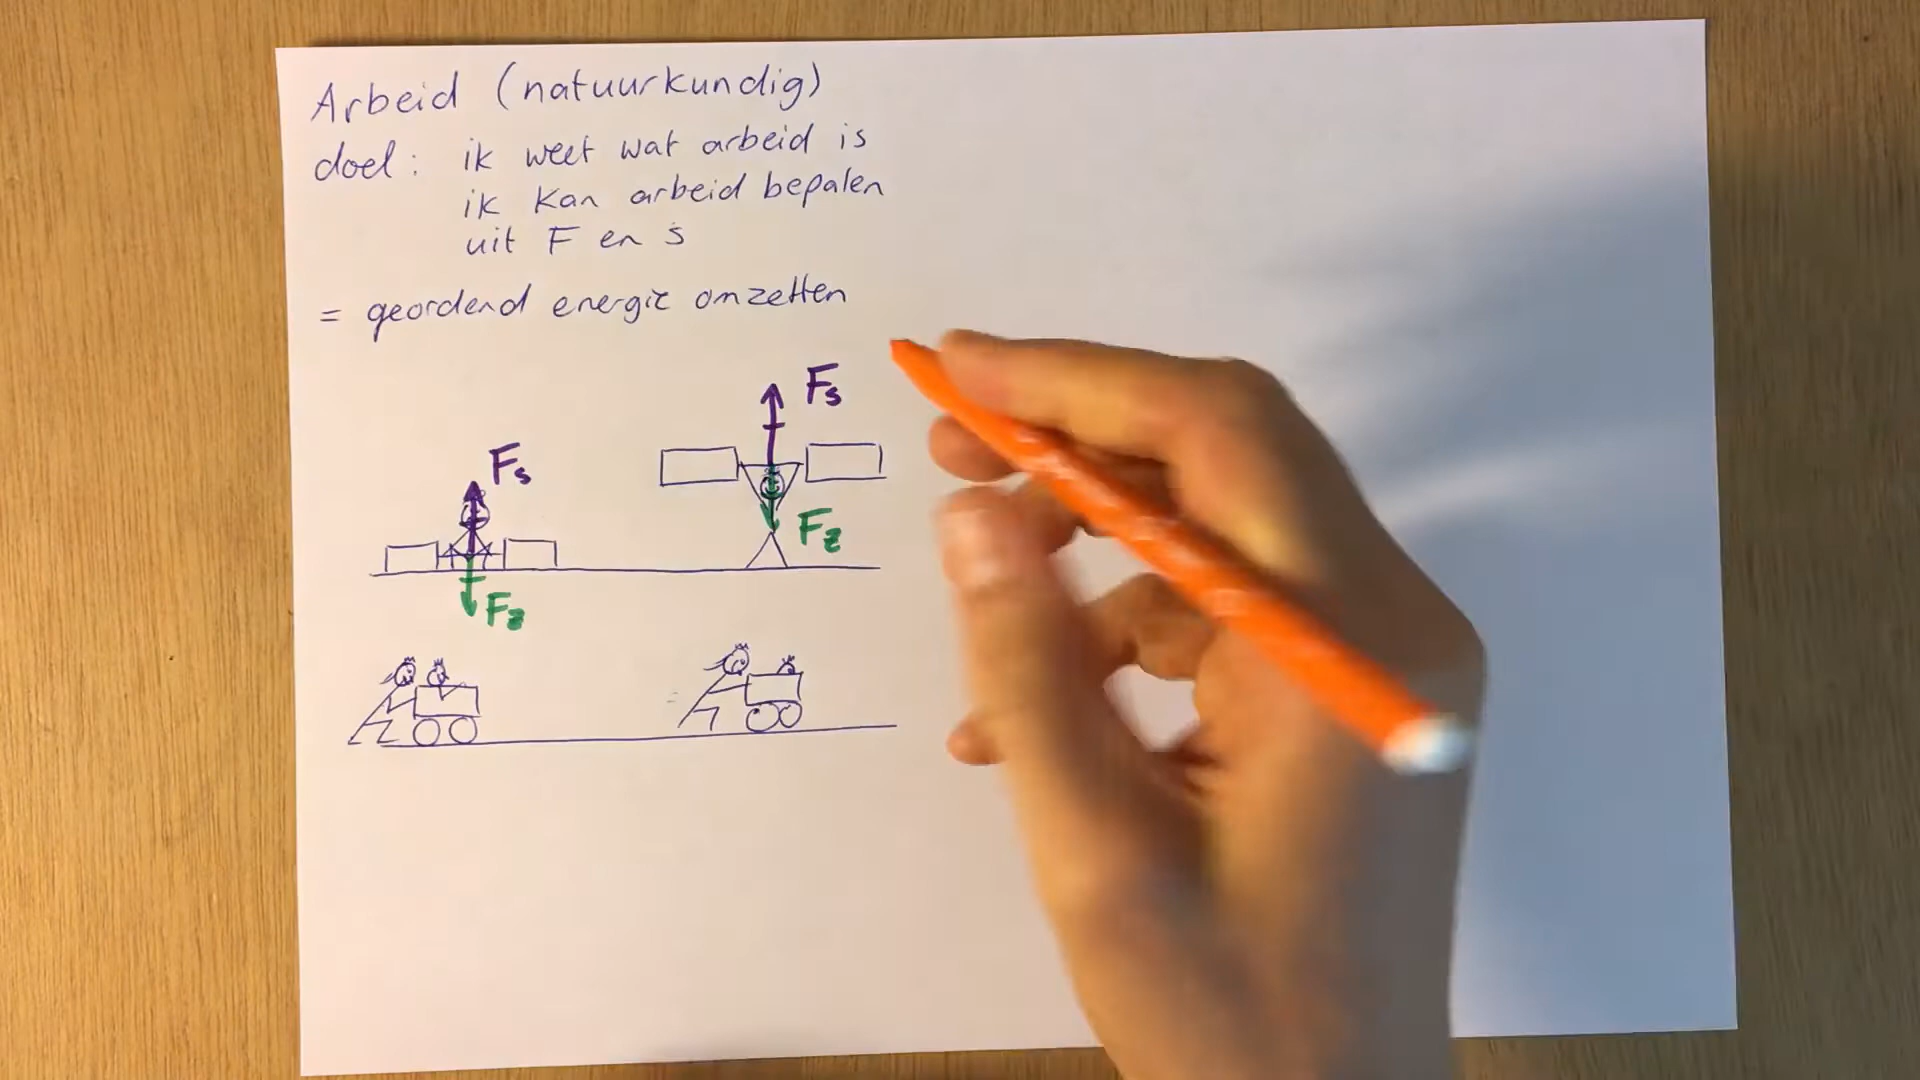 Arbeid (natuurkundig)
doel: ik weet wat arbeid is
ik kan arbeid bepalen
uit F en s
= geordend energie omzetten
Fs
Fs
Fz
Fz